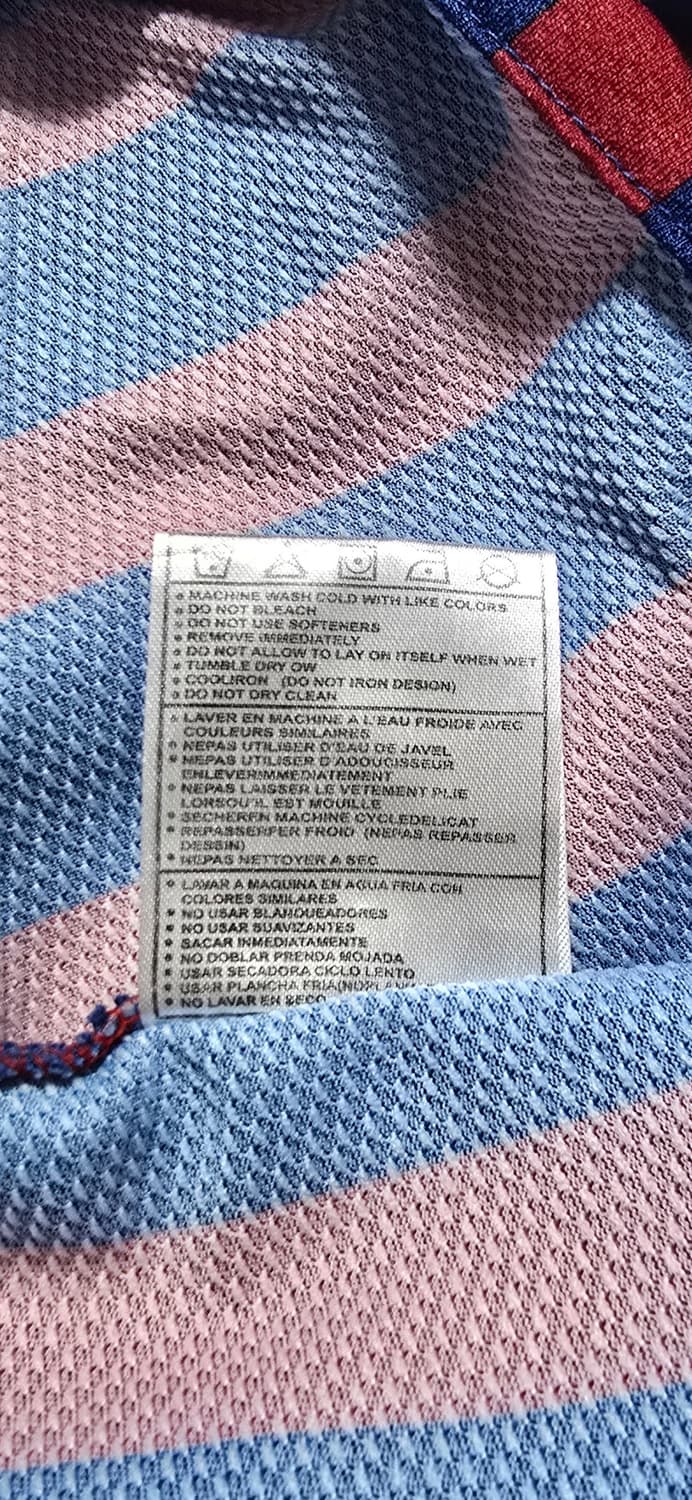 • MACHINE WASH COLD WITH LIKE COLORS
• DO NOT BLEACH
• DO NOT USE SOFTENERS
• REMOVE IMMEDIATELY
• DO NOT ALLOW TO LAY ON ITSELF WHEN WET
• TUMBLE DRY OW
• COOLIRON (DO NOT IRON DESIGN)
• DO NOT DRY CLEAN
• LAVER EN MACHINE A L'EAU FROIDE AVEC
COULEURS SIMILAIRES
• NEPAS UTILISER D'EAU DE JAVEL
• NEPAS UTILISER D'ADOUCISSEUR
ENLEVERIMMEDIATEMENT
• NEPAS LAISSER LE VETEMENT PLIE
LORSQU'IL EST MOUILLE
• SECHEREN MACHINE CYCLEDELICAT
• REPASSERFER FROID (NEPAS REPASSER
DESSIN)
• NEPAS NETTOYER A SEC
• LAVAR A MAQUINA EN AGUA FRIA CON
COLORES SIMILARES
• NO USAR BLANQUEADORES
• NO USAR SUAVIZANTES
• SACAR INMEDIATAMENTE
• NO DOBLAR PRENDA MOJADA
• USAR SECADORA CICLO LENTO
• USAR PLANCHA FRIA
• NO LAVAR EN SECO